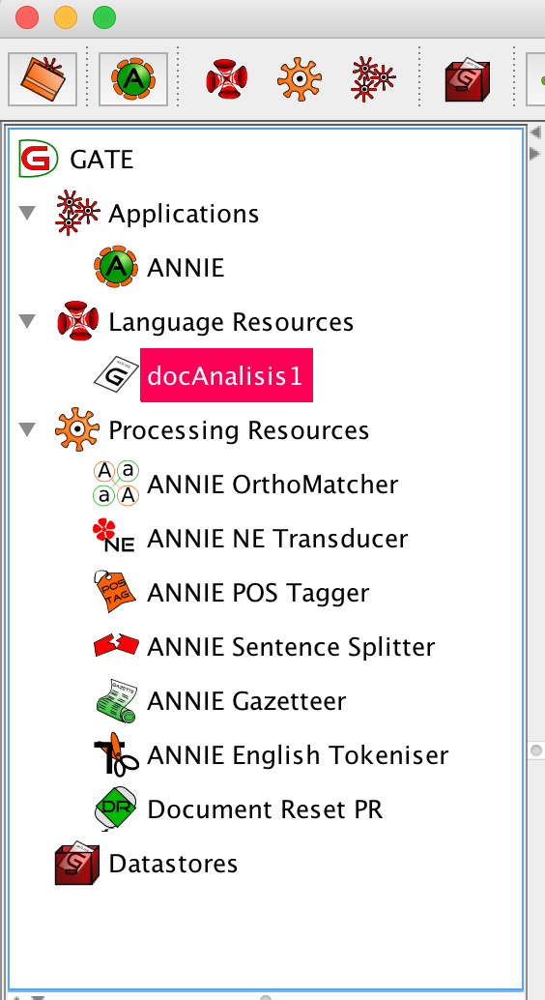 GATE
Applications
ANNIE
Language Resources
docAnalisis1
Processing Resources
ANNIE OrthoMatcher
ANNIE NE Transducer
ANNIE POS Tagger
ANNIE Sentence Splitter
ANNIE Gazetteer
ANNIE English Tokeniser
Document Reset PR
Datastores